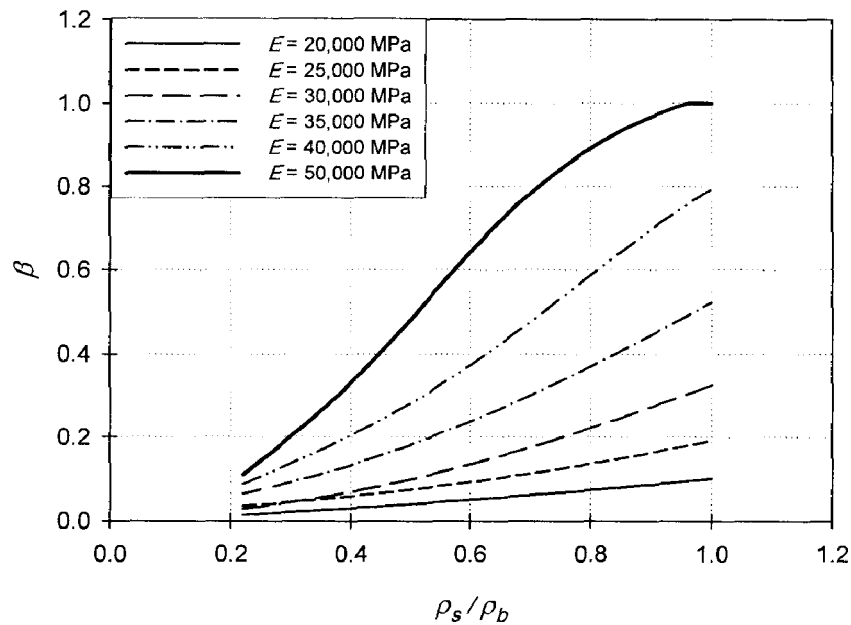 1.2
E = 20,000 MPa
E = 25,000 MPa
E = 30,000 MPa
E = 35,000 MPa
E = 40,000 MPa
E = 50,000 MPa
1.0
0.8
0.6
0.4
0.2
0.0
β
0.0 0.2 0.4 0.6 0.8 1.0 1.2
ρs/ρb